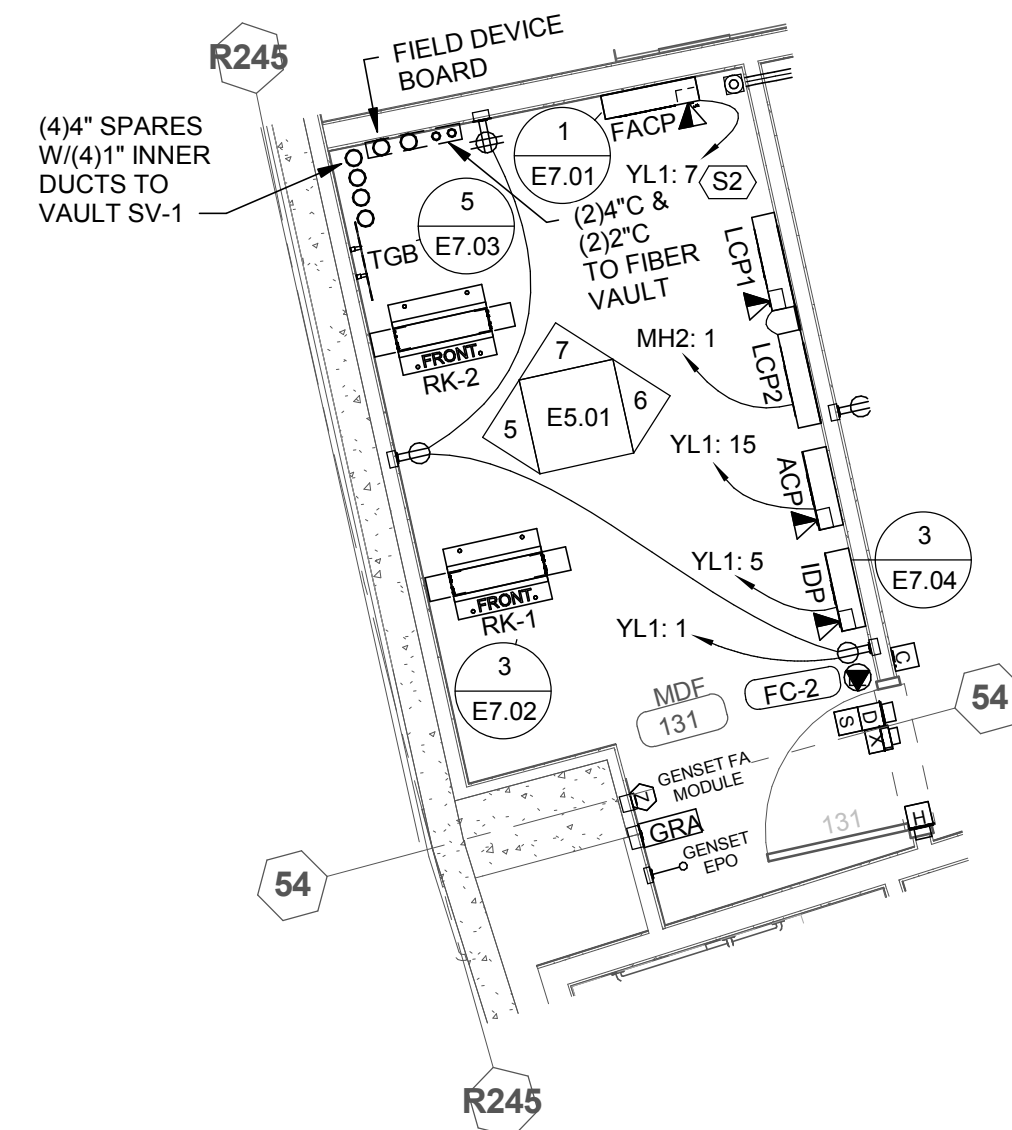 R245
FIELD DEVICE
BOARD
(4)4" SPARES
W/(4)1" INNER
DUCTS TO
VAULT SV-1
1
E7.01
FACP
YL1: 7
S2
5
E7.03
TGB
(2)4"C &
(2)2"C
TO FIBER
VAULT
LCP1
FRONT
RK-2
MH2: 1
LCP2
7
5
E5.01
6
YL1: 15
ACP
3
E7.04
YL1: 5
IDP
FRONT
RK-1
YL1: 1
3
E7.02
C
MDF
131
FC-2
54
S
D
X
GENSET FA
MODULE
Z
GRA
131
H
GENSET
EPO
54
R245